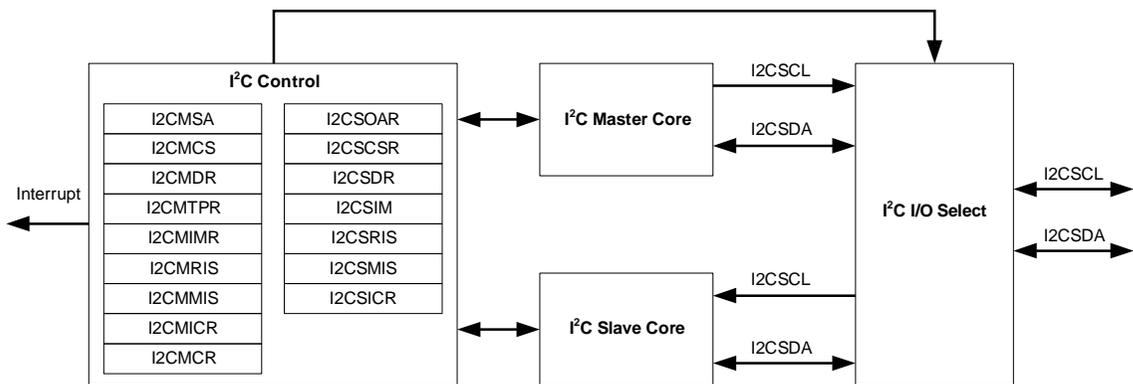 I²C Control
I2CMSA
I2CMCS
I2CMDR
I2CMTPR
I2CMIMR
I2CMRIS
I2CMMIS
I2CMICR
I2CMCR
I2CSOAR
I2CSCSR
I2CSDR
I2CSIM
I2CSRIS
I2CSMIS
I2CSICR
Interrupt
I²C Master Core
I2CSCL
I2CSDA
I²C Slave Core
I2CSCL
I2CSDA
I²C I/O Select
I2CSCL
I2CSDA